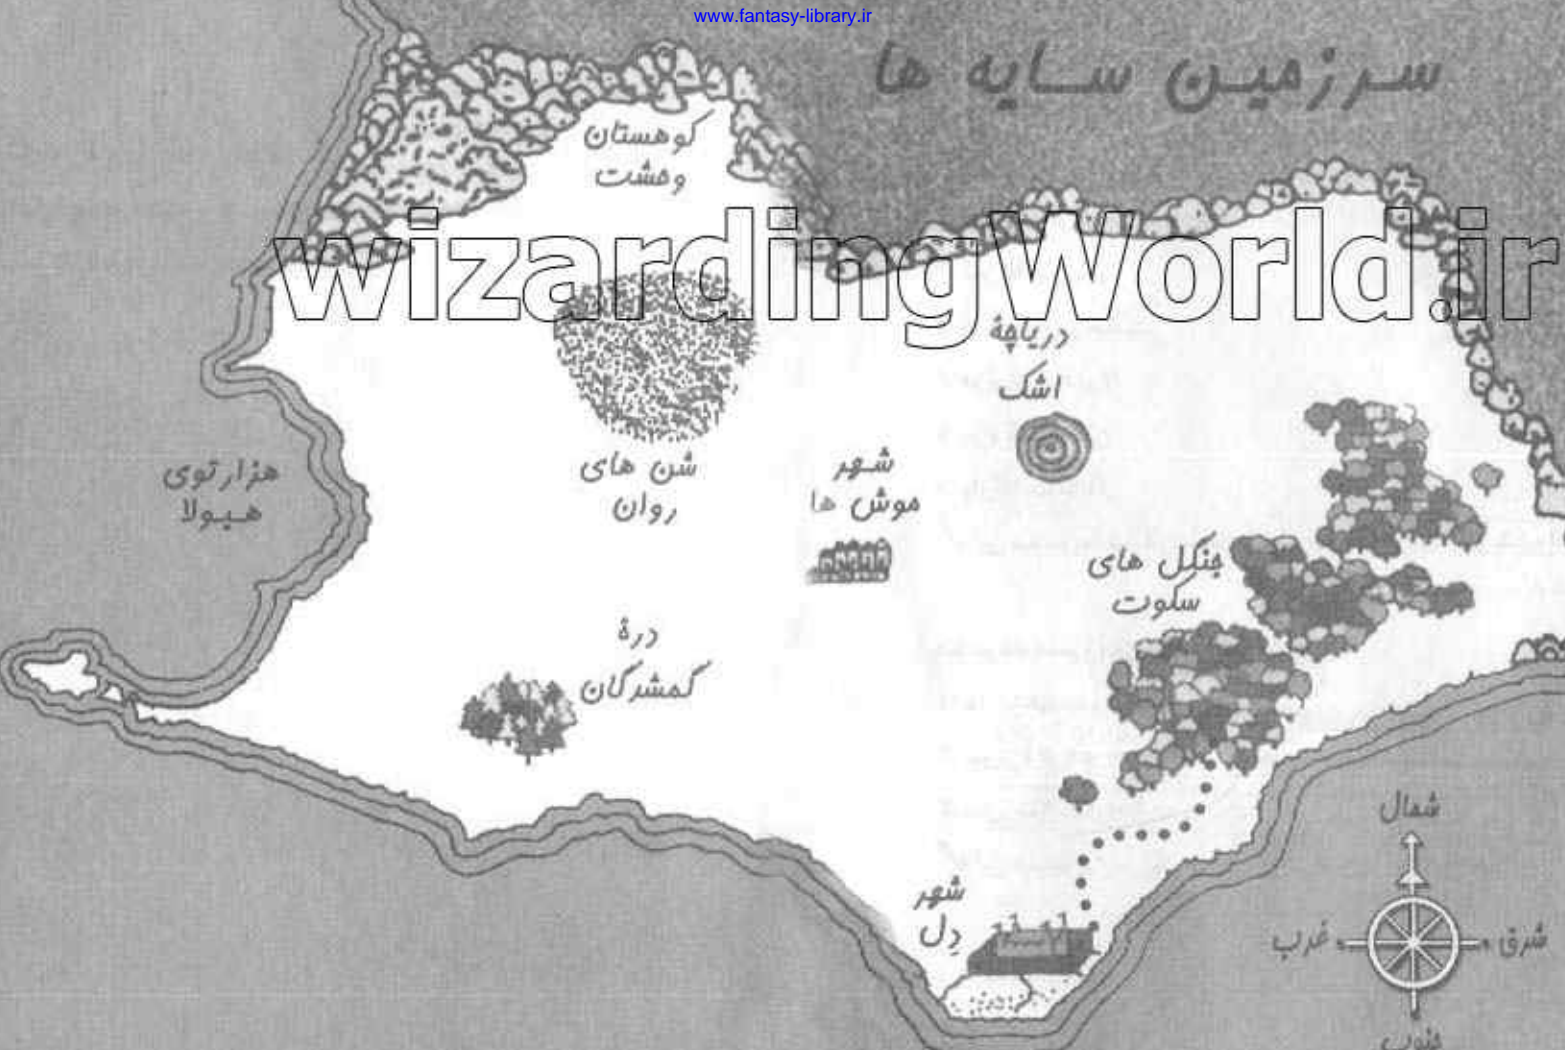 www.fantasy-library.ir
سرزمین سایه ها
کوهستان
وحشت
wizardingWorld.ir
دریاچهٔ
اشک
هزارتوی
هیولا
شن های
روان
شهر
موش ها
جنگل های
سکوت
درهٔ
گمشدگان
شهر
دِل
شمال
غرب
شرق
جنوب